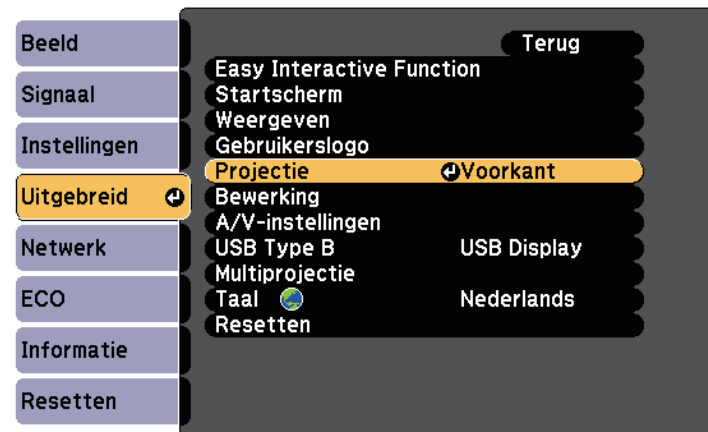 Beeld
Signaal
Instellingen
Uitgebreid
Netwerk
ECO
Informatie
Resetten
Terug
Easy Interactive Function
Startscherm
Weergeven
Gebruikerslogo
Projectie Voorkant
Bewerking
A/V-instellingen
USB Type B USB Display
Multiprojectie
Taal Nederlands
Resetten